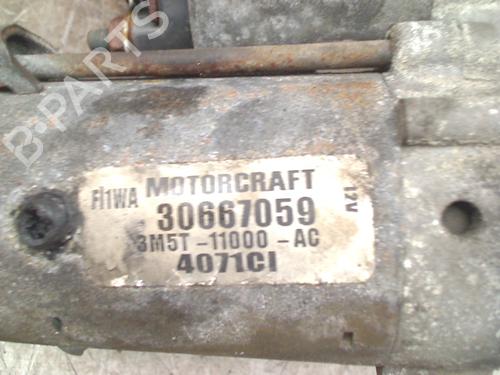 FI1WA MOTORCRAFT 12V
30667059
3M5T-11000-AC
4071CI
B-PARTS